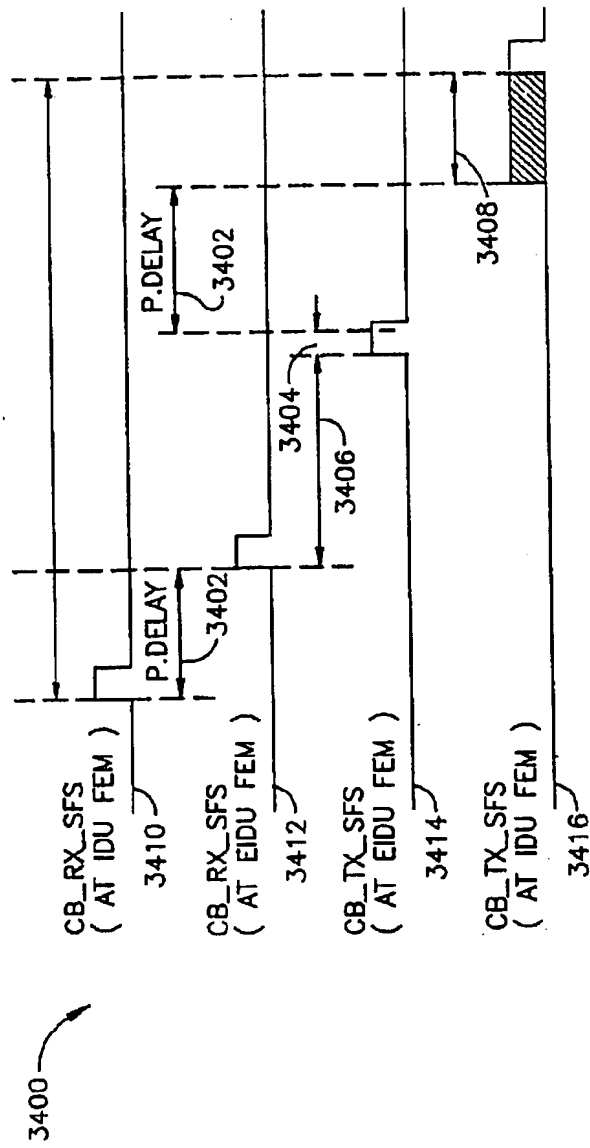 3400
CB_RX_SFS
( AT IDU FEM )
3410
P.DELAY
3402
CB_RX_SFS
( AT EIDU FEM )
3412
P.DELAY
3402
3404
3406
CB_TX_SFS
( AT EIDU FEM )
3414
3408
CB_TX_SFS
( AT IDU FEM )
3416